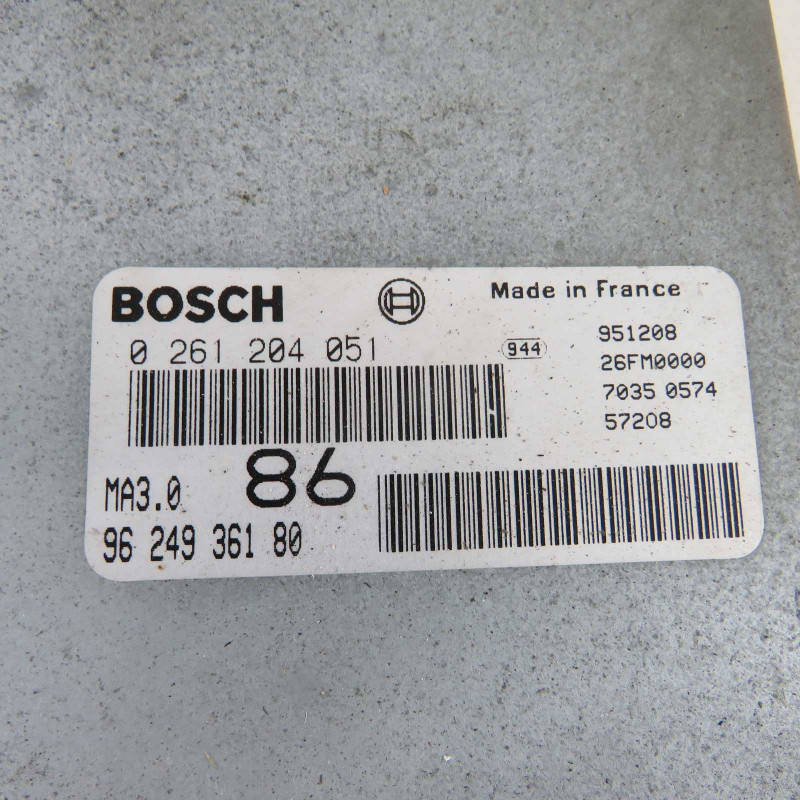 BOSCH
Made in France
0 261 204 051
944
951208
26FM0000
7035 0574
57208
MA3.0
86
96 249 361 80